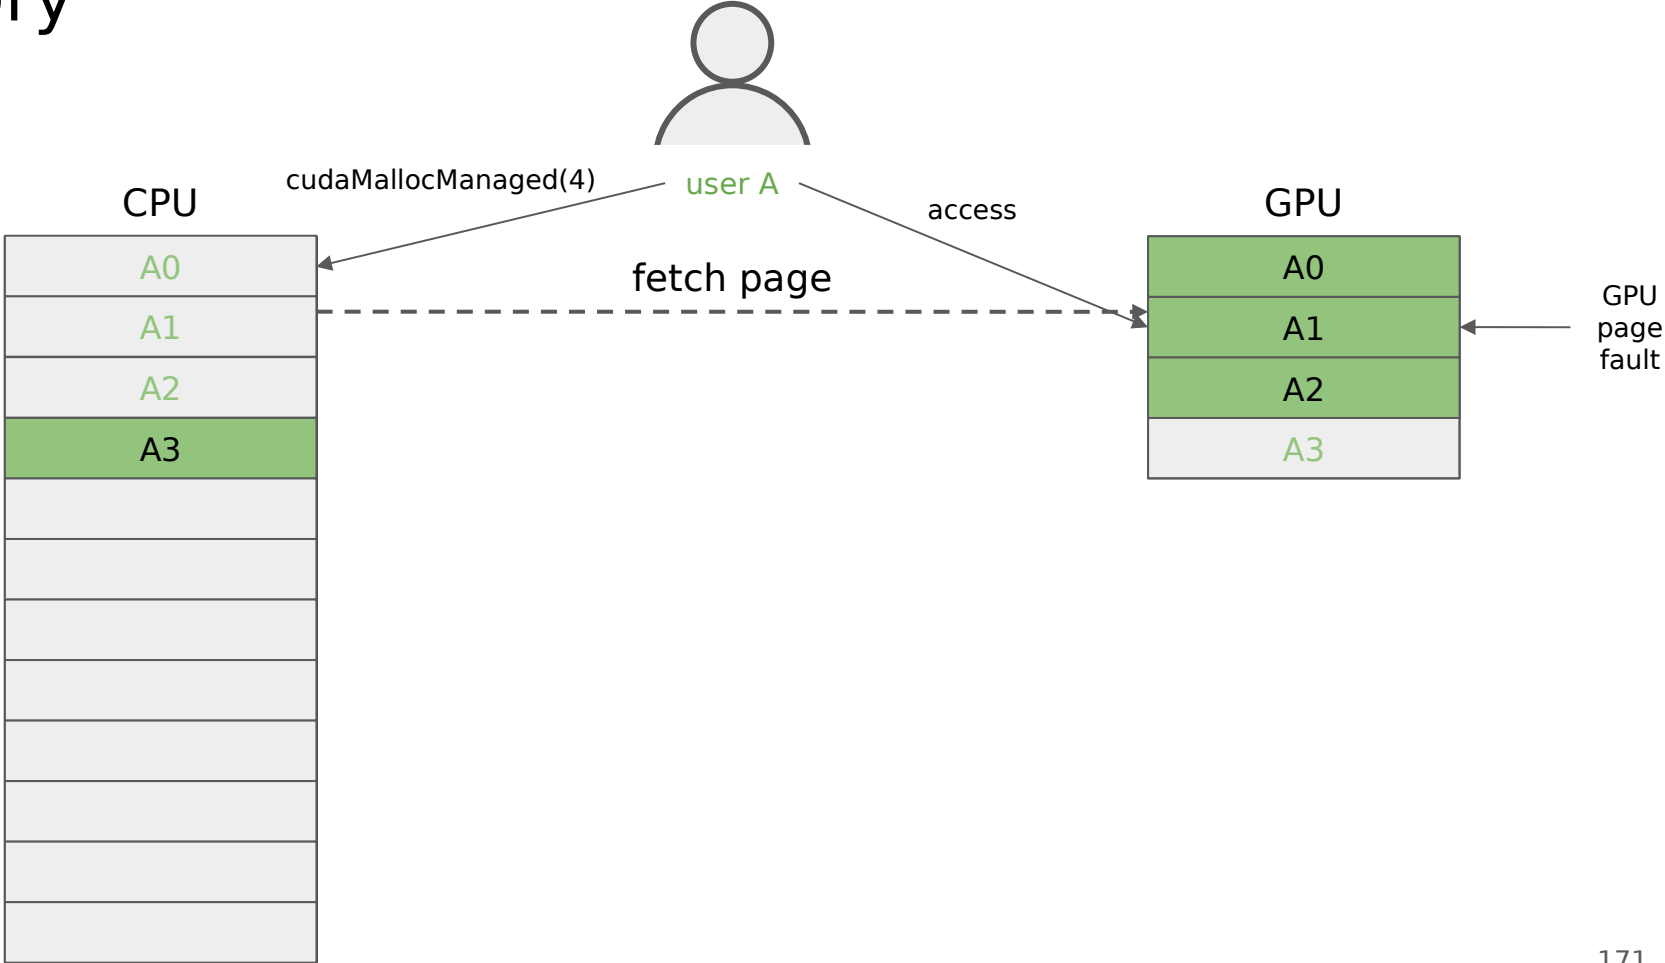 user A
cudaMallocManaged(4)
access
CPU
GPU
fetch page
A0
A1
A2
A3
A0
A1
A2
A3
GPU
page
fault
171